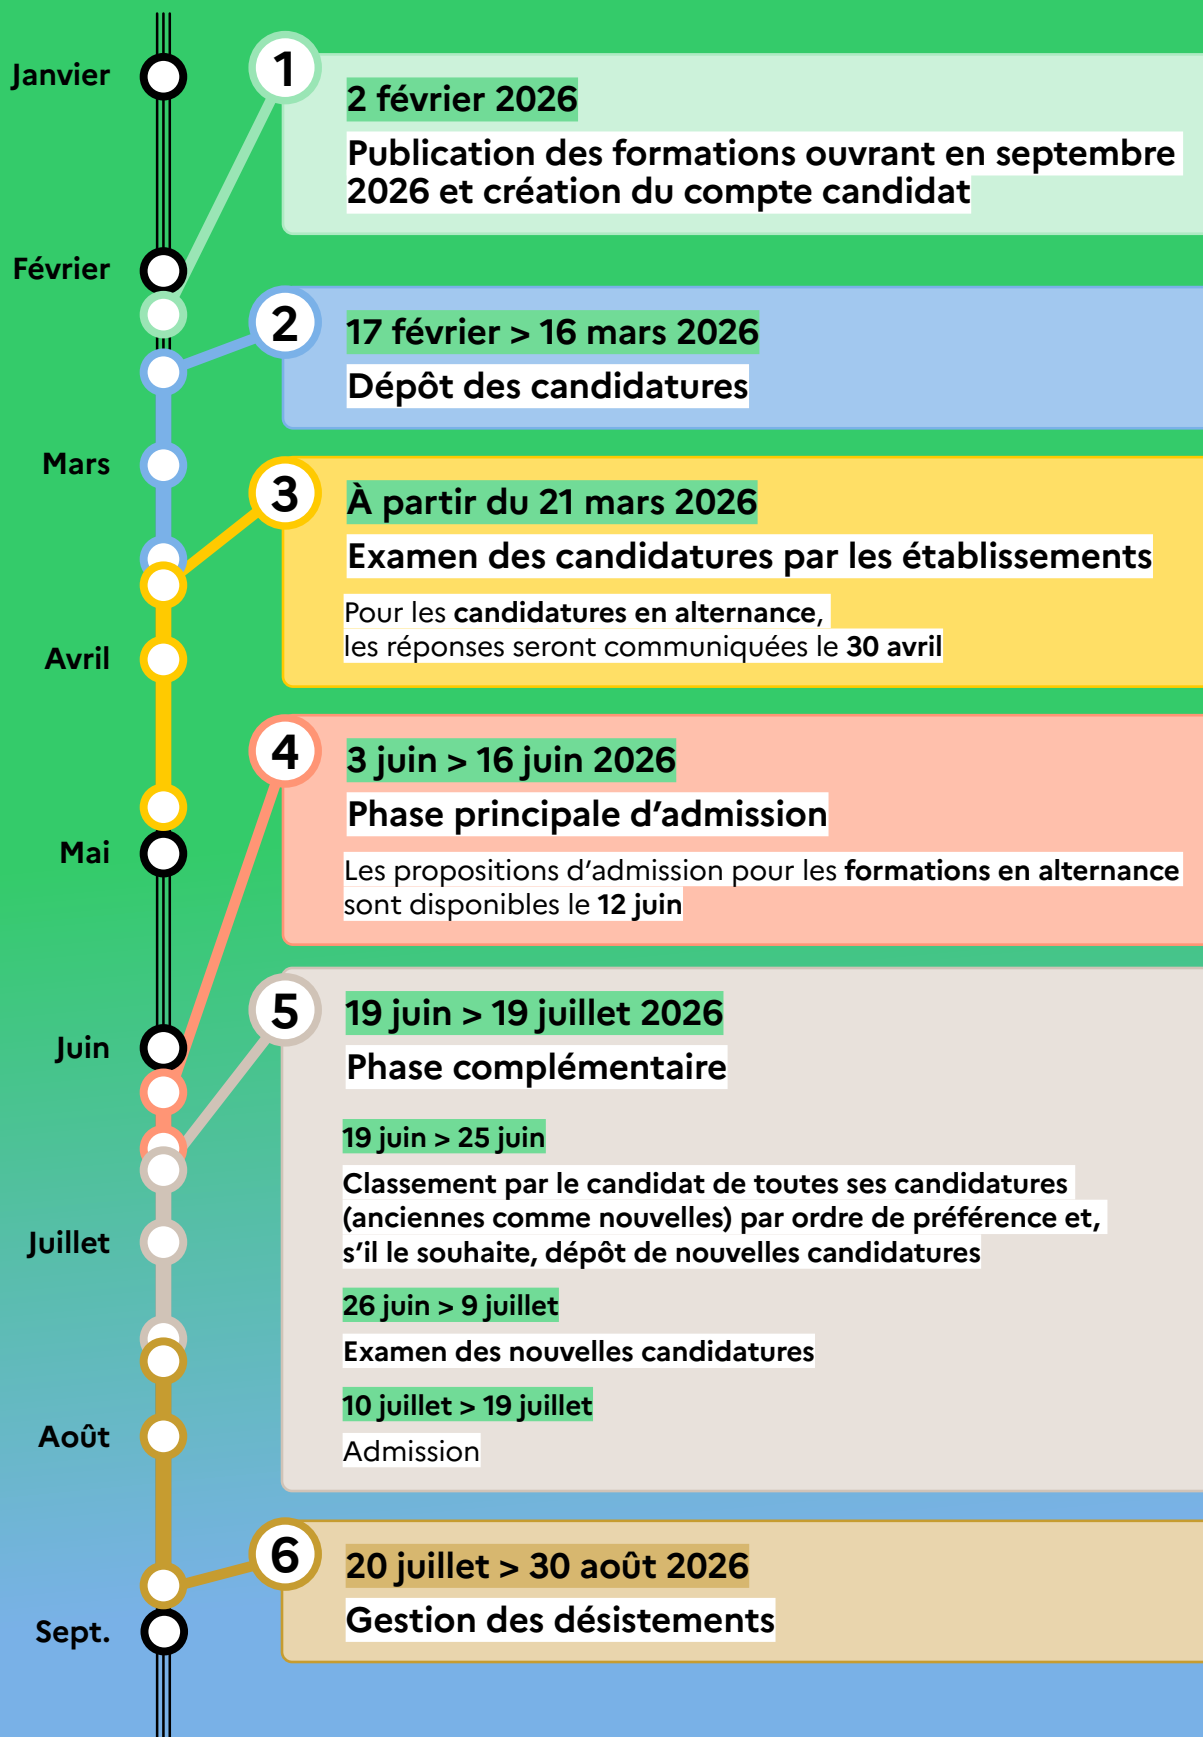 Janvier
1
2 février 2026
Publication des formations ouvrant en septembre
2026 et création du compte candidat
Février
2
17 février > 16 mars 2026
Dépôt des candidatures
Mars
3
À partir du 21 mars 2026
Examen des candidatures par les établissements
Pour les candidatures en alternance,
les réponses seront communiquées le 30 avril
Avril
4
3 juin > 16 juin 2026
Phase principale d’admission
Les propositions d’admission pour les formations en alternance
sont disponibles le 12 juin
Mai
5
19 juin > 19 juillet 2026
Phase complémentaire
Juin
19 juin > 25 juin
Classement par le candidat de toutes ses candidatures
(anciennes comme nouvelles) par ordre de préférence et,
s’il le souhaite, dépôt de nouvelles candidatures
Juillet
26 juin > 9 juillet
Examen des nouvelles candidatures
10 juillet > 19 juillet
Admission
Août
6
20 juillet > 30 août 2026
Gestion des désistements
Sept.